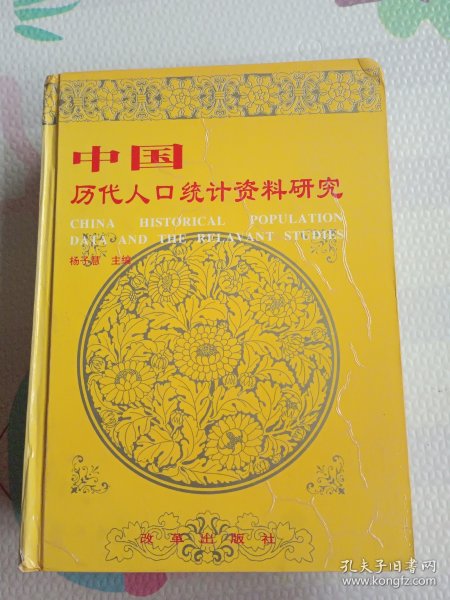 中国
历代人口统计资料研究
CHINA HISTORICAL POPULATION
DATA AND THE RELAVANT STUDIES
杨子慧 主编
改革出版社
孔夫子旧书网
www.kongfz.com